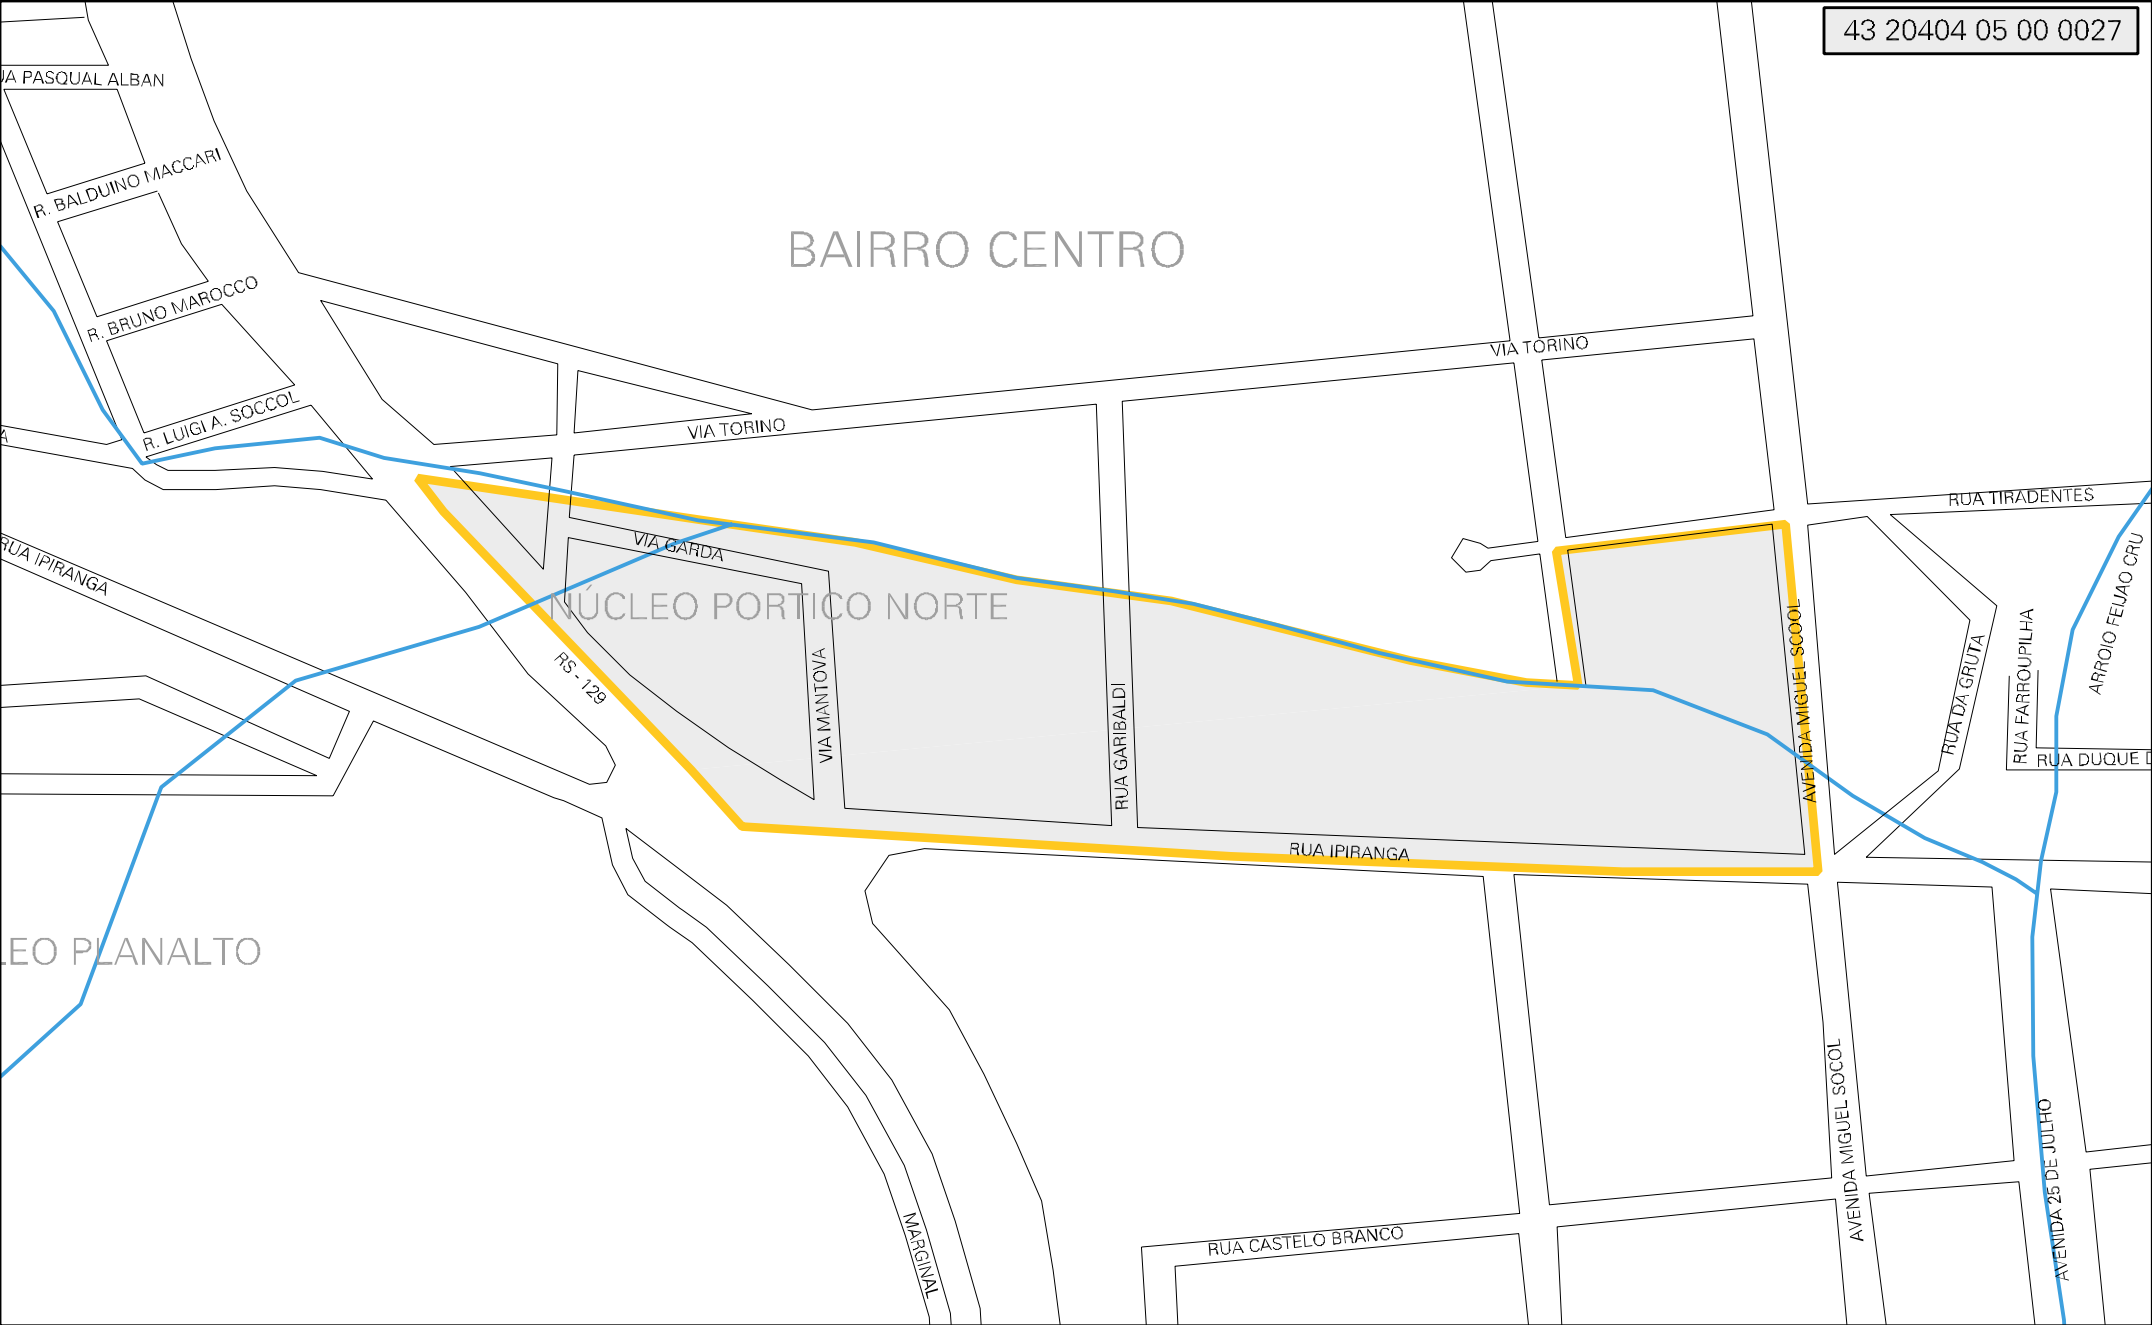 43 20404 05 00 0027
UA PASQUAL ALBAN
R. BALDUINO MACCARI
BAIRRO CENTRO
R. BRUNO MAROCCO
VIA TORINO
R. LUIGI A. SOCCOL
VIA TORINO
A
RUA TIRADENTES
RUA IPIRANGA
VIA GARDA
ARROIO FEIJAO CRU
NÚCLEO PORTICO NORTE
RS - 129
VIA MANTOVA
RUA GARIBALDI
AVENIDA MIGUEL SCOOL
RUA DA GRUTA
RUA FARROUPILHA
RUA DUQUE D
RUA IPIRANGA
LEO PLANALTO
AVENIDA MIGUEL SOCOL
AVENIDA 25 DE JULHO
MARGINAL
RUA CASTELO BRANCO